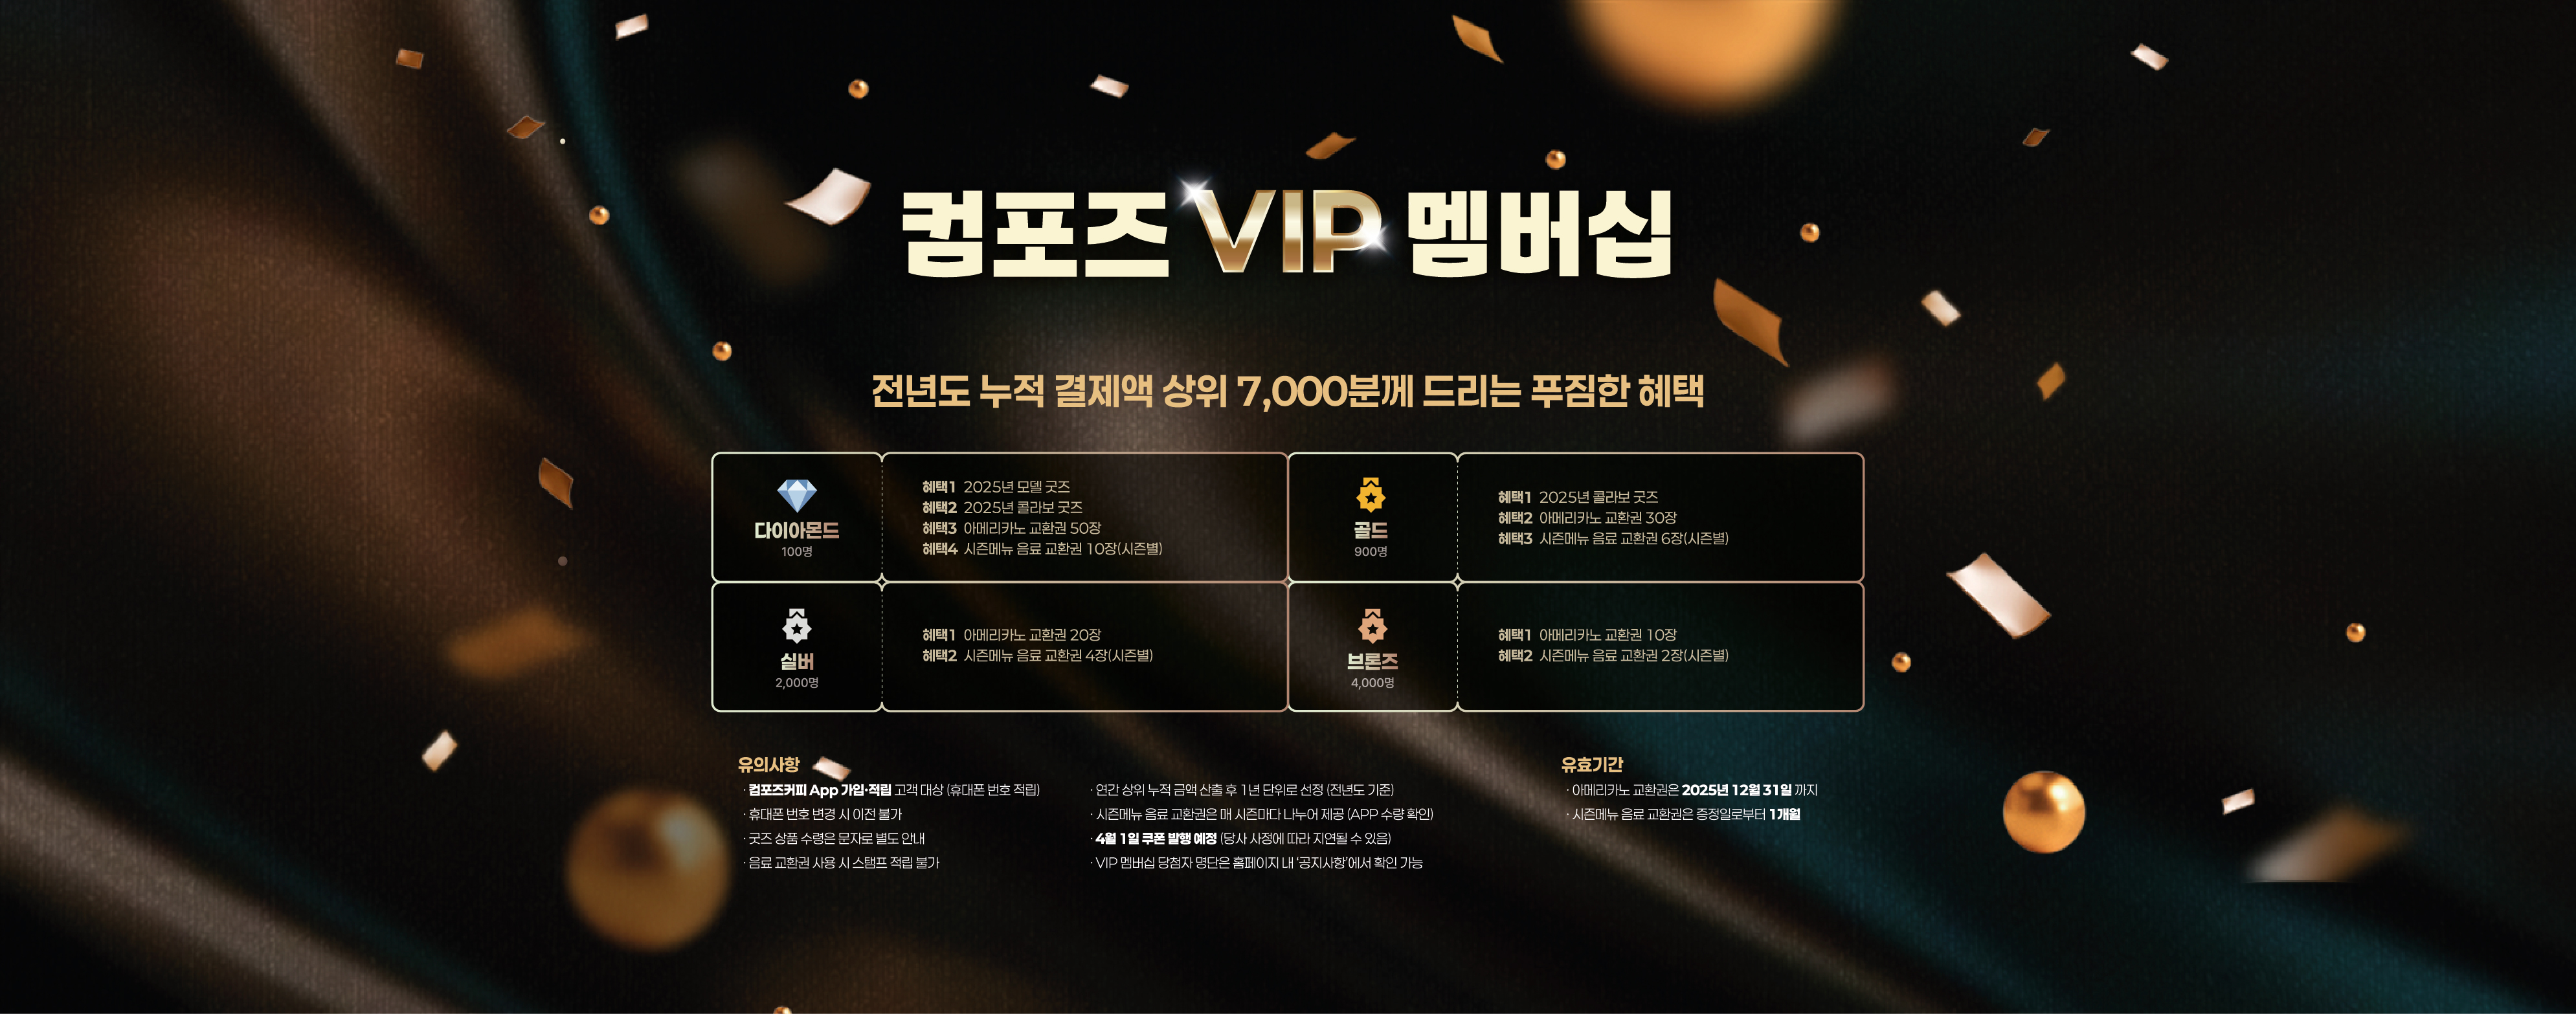 컴포즈 VIP 멤버십
전년도 누적 결제액 상위 7,000분께 드리는 푸짐한 혜택
다이아몬드
100명
혜택1 2025년 모델 굿즈
혜택2 2025년 콜라보 굿즈
혜택3 아메리카노 교환권 50장
혜택4 시즌메뉴 음료 교환권 10장(시즌별)
골드
900명
혜택1 2025년 콜라보 굿즈
혜택2 아메리카노 교환권 30장
혜택3 시즌메뉴 음료 교환권 6장(시즌별)
실버
2,000명
혜택1 아메리카노 교환권 20장
혜택2 시즌메뉴 음료 교환권 4장(시즌별)
브론즈
4,000명
혜택1 아메리카노 교환권 10장
혜택2 시즌메뉴 음료 교환권 2장(시즌별)
유의사항
· 컴포즈커피 App 가입·적립 고객 대상 (휴대폰 번호 적립)
· 휴대폰 번호 변경 시 이전 불가
· 굿즈 상품 수령은 문자로 별도 안내
· 음료 교환권 사용 시 스탬프 적립 불가
· 연간 상위 누적 금액 산출 후 1년 단위로 선정 (전년도 기준)
· 시즌메뉴 음료 교환권은 매 시즌마다 나누어 제공 (APP 수량 확인)
· 4월 1일 쿠폰 발행 예정 (당사 사정에 따라 지연될 수 있음)
· VIP 멤버십 당첨자 명단은 홈페이지 내 '공지사항'에서 확인 가능
유효기간
· 아메리카노 교환권은 2025년 12월 31일 까지
· 시즌메뉴 음료 교환권은 증정일로부터 1개월